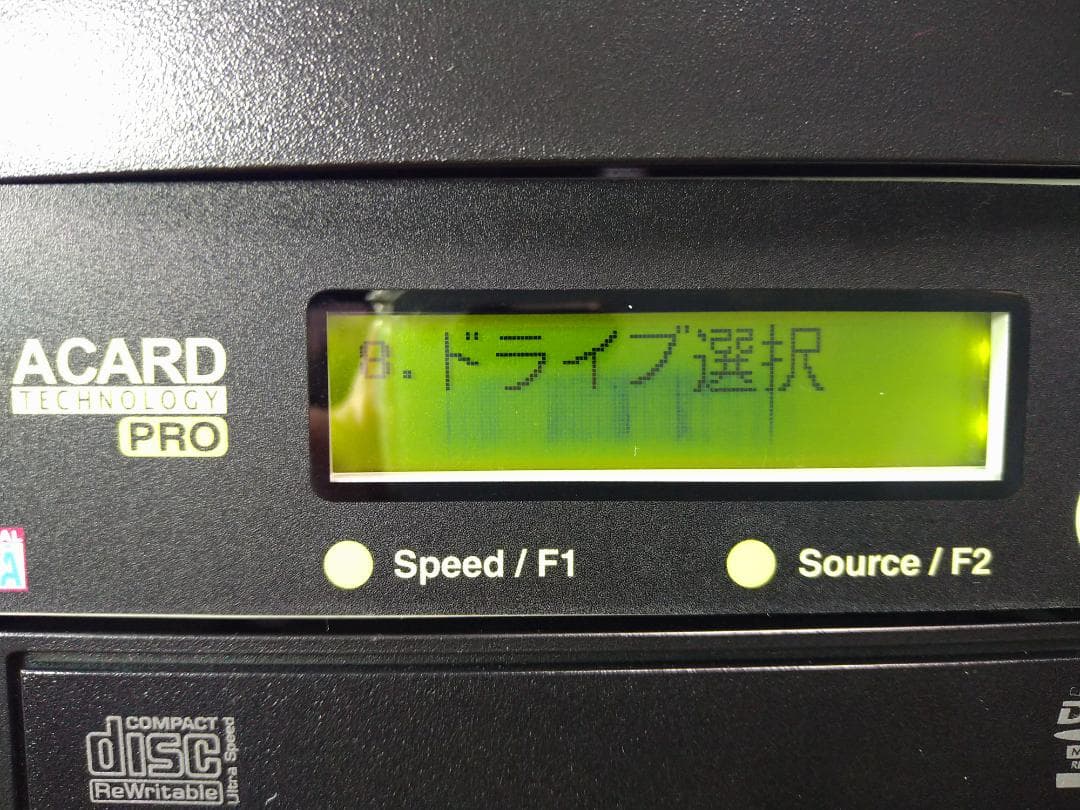 8.ドライブ選択
ACARD
TECHNOLOGY
PRO
Speed / F1
Source / F2
COMPACT
disc
ReWritable
Ultra Speed